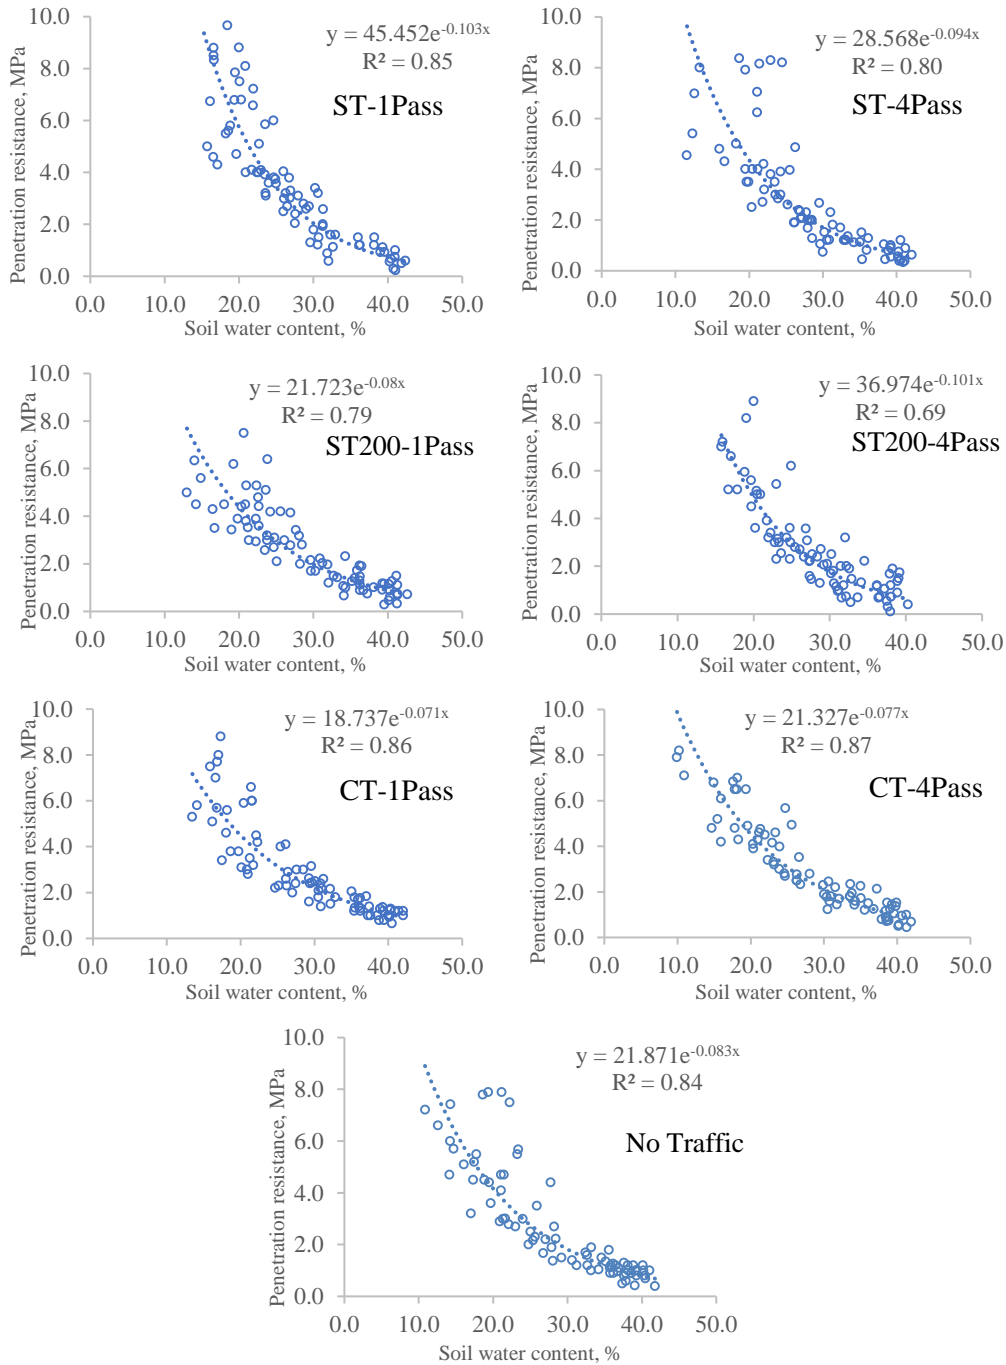 10.0
8.0
6.0
4.0
2.0
0.0
Penetration resistance, MPa
y = 45.452e-0.103x
R² = 0.85
ST-1Pass
0.0 10.0 20.0 30.0 40.0 50.0
Soil water content, %
10.0
8.0
6.0
4.0
2.0
0.0
Penetration resistance, MPa
y = 28.568e-0.094x
R² = 0.80
ST-4Pass
0.0 10.0 20.0 30.0 40.0 50.0
Soil water content, %
10.0
8.0
6.0
4.0
2.0
0.0
Penetration resistance, MPa
y = 21.723e-0.08x
R² = 0.79
ST200-1Pass
0.0 10.0 20.0 30.0 40.0 50.0
Soil water content, %
10.0
8.0
6.0
4.0
2.0
0.0
Penetration resistance, MPa
y = 36.974e-0.101x
R² = 0.69
ST200-4Pass
0.0 10.0 20.0 30.0 40.0 50.0
Soil water content, %
10.0
8.0
6.0
4.0
2.0
0.0
Penetration resistance, MPa
y = 18.737e-0.071x
R² = 0.86
CT-1Pass
0.0 10.0 20.0 30.0 40.0 50.0
Soil water content, %
10.0
8.0
6.0
4.0
2.0
0.0
Penetration resistance, MPa
y = 21.327e-0.077x
R² = 0.87
CT-4Pass
0.0 10.0 20.0 30.0 40.0 50.0
Soil water content, %
10.0
8.0
6.0
4.0
2.0
0.0
Penetration resistance, MPa
y = 21.871e-0.083x
R² = 0.84
No Traffic
0.0 10.0 20.0 30.0 40.0 50.0
Soil water content, %